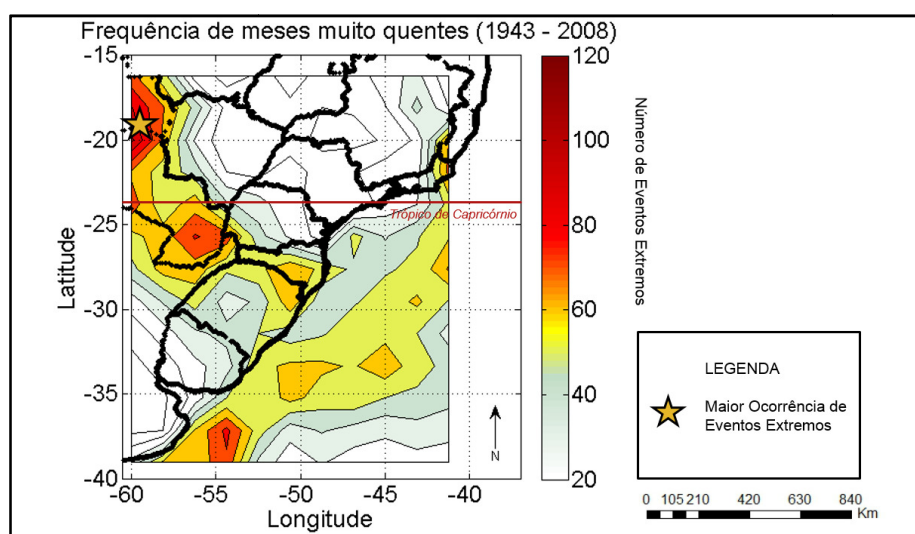 Frequência de meses muito quentes (1943 - 2008)
-15
-20
-25
-30
-35
-40
Latitude
-60
-55
-50
-45
-40
Longitude
Trópico de Capricórnio
N
120
100
80
60
40
20
Número de Eventos Extremos
LEGENDA
Maior Ocorrência de
Eventos Extremos
0 105 210 420 630 840
Km